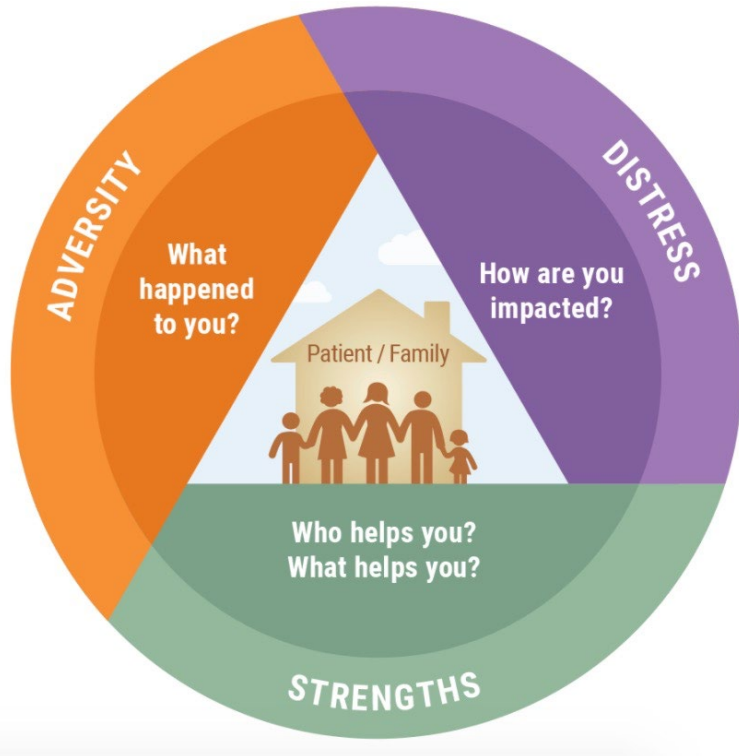 ADVERSITY
What
happened
to you?
DISTRESS
How are you
impacted?
Patient / Family
Who helps you?
What helps you?
STRENGTHS